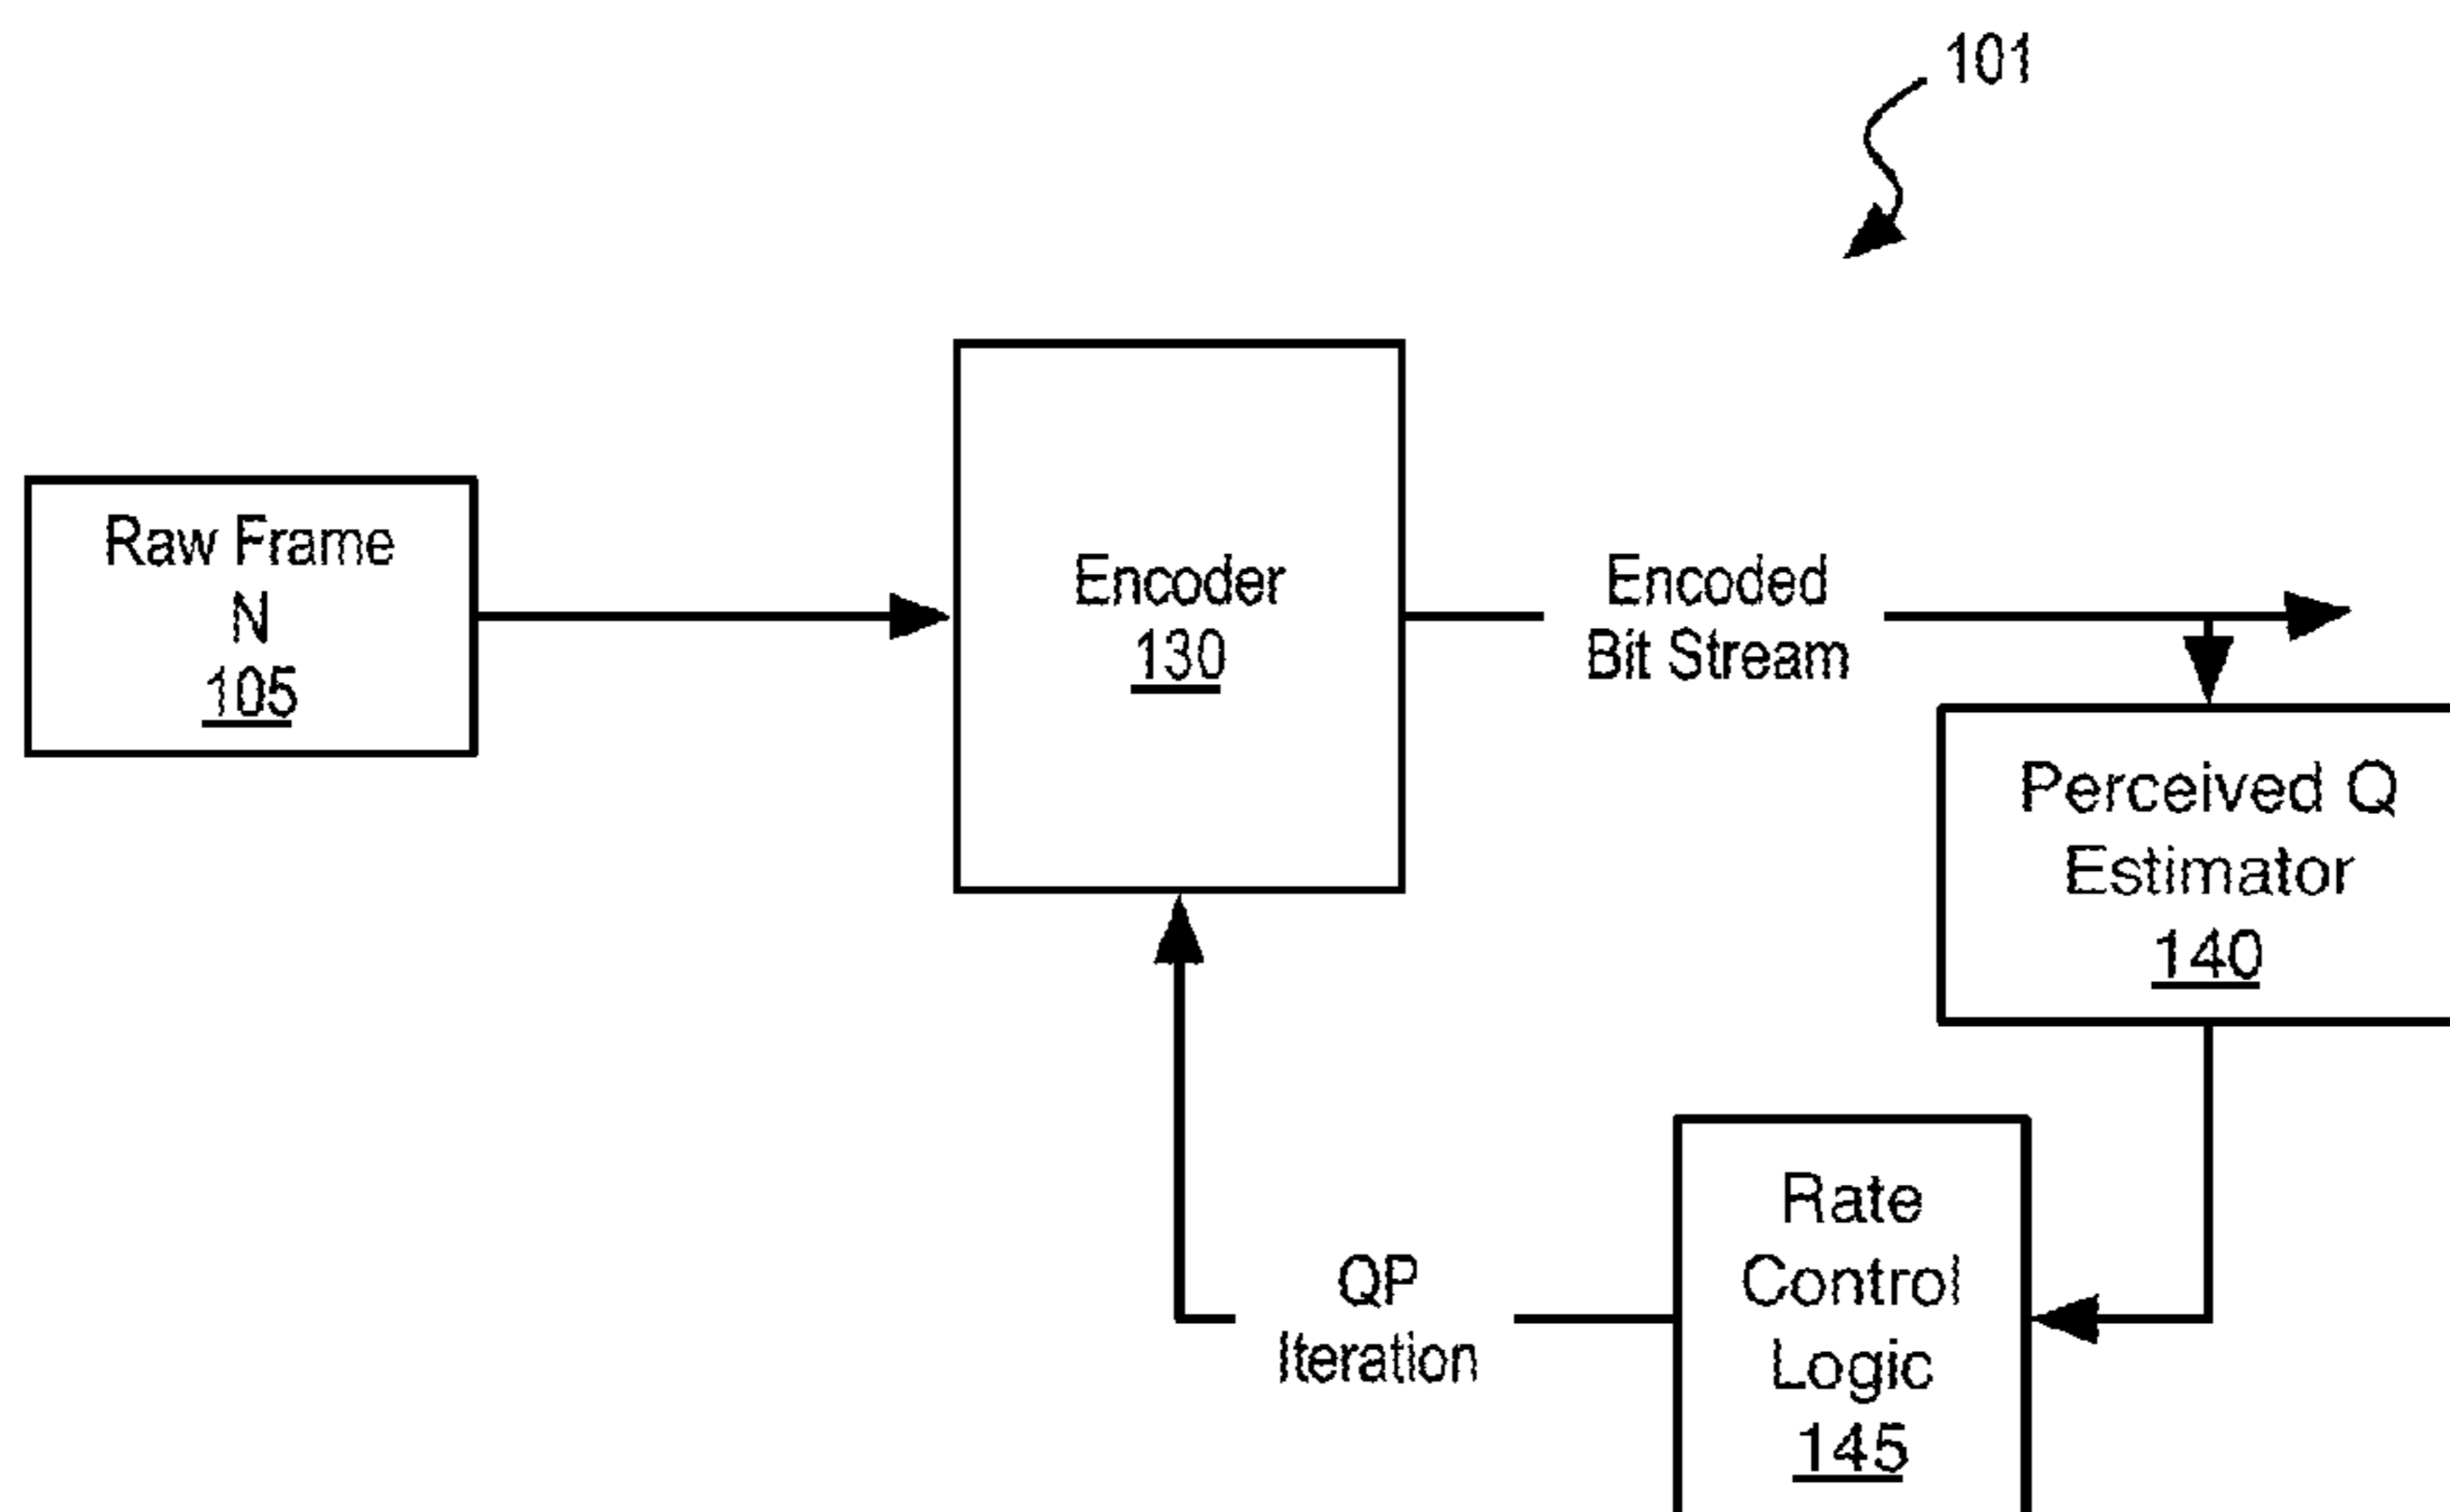 101
Raw Frame
N
105
Encoder
130
Encoded
Bit Stream
Perceived Q
Estimator
140
Rate
Control
Logic
145
QP
Iteration